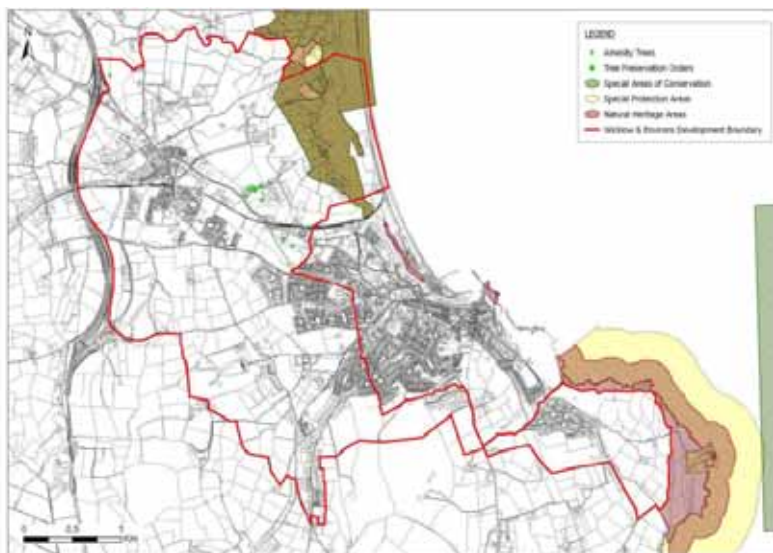 N
LEGEND
Amenity Trees
Tree Preservation Orders
Special Areas of Conservation
Special Protection Areas
Natural Heritage Areas
Wicklow & Environs Development Boundary
0 0.5 1